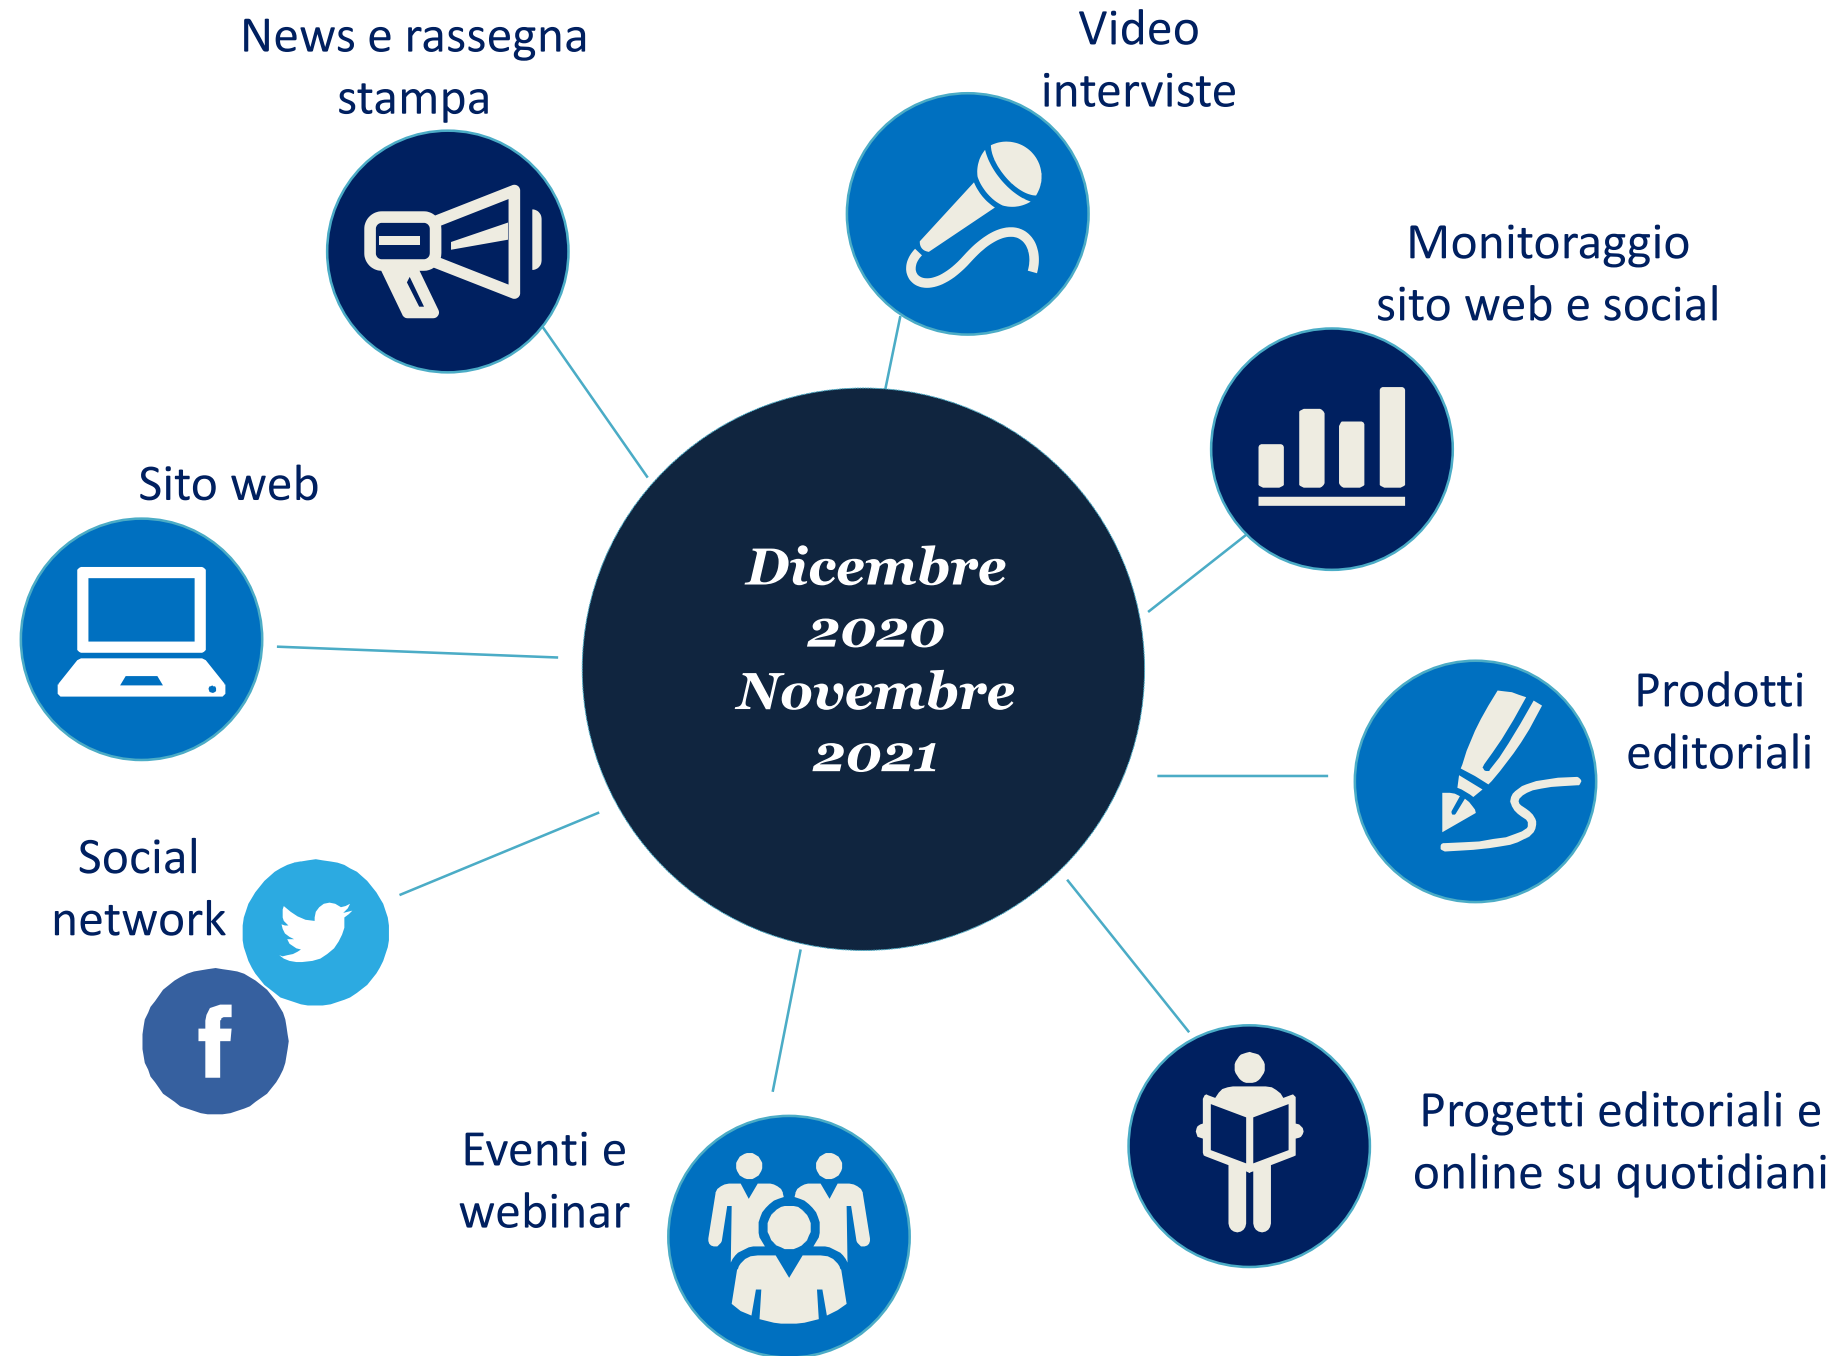 News e rassegna
stampa
Video
interviste
Monitoraggio
sito web e social
Sito web
Dicembre
2020
Novembre
2021
Prodotti
editoriali
Social
network
f
Eventi e
webinar
Progetti editoriali e
online su quotidiani